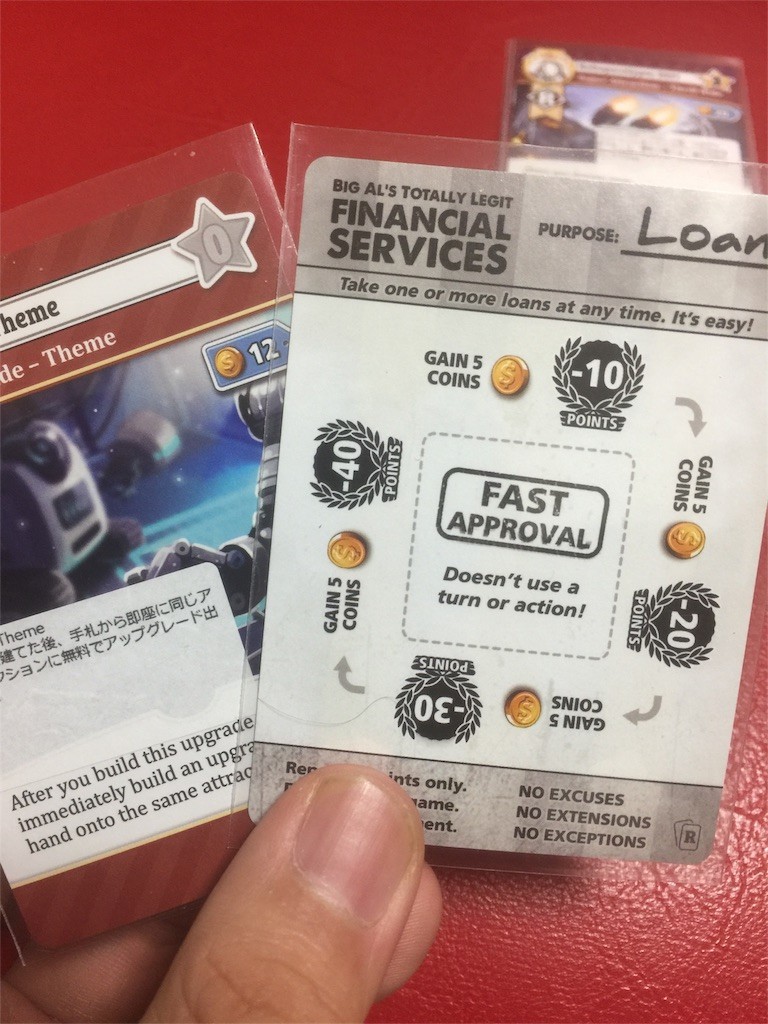 BIG AL'S TOTALLY LEGIT
FINANCIAL
SERVICES
PURPOSE: Loan
Take one or more loans at any time. It's easy!
GAIN 5
COINS
-10
POINTS
GAIN 5
COINS
-20
POINTS
GAIN 5
COINS
-30
POINTS
GAIN 5
COINS
-40
POINTS
FAST
APPROVAL
Doesn't use a
turn or action!
points only.
game.
NO EXCUSES
NO EXTENSIONS
NO EXCEPTIONS
R
0
Theme
de – Theme
12
Theme
建てた後、手札から即座に同じア
クションに無料でアップグレード出
After you build this upgrade
immediately build an upgra
hand onto the same attrac
R